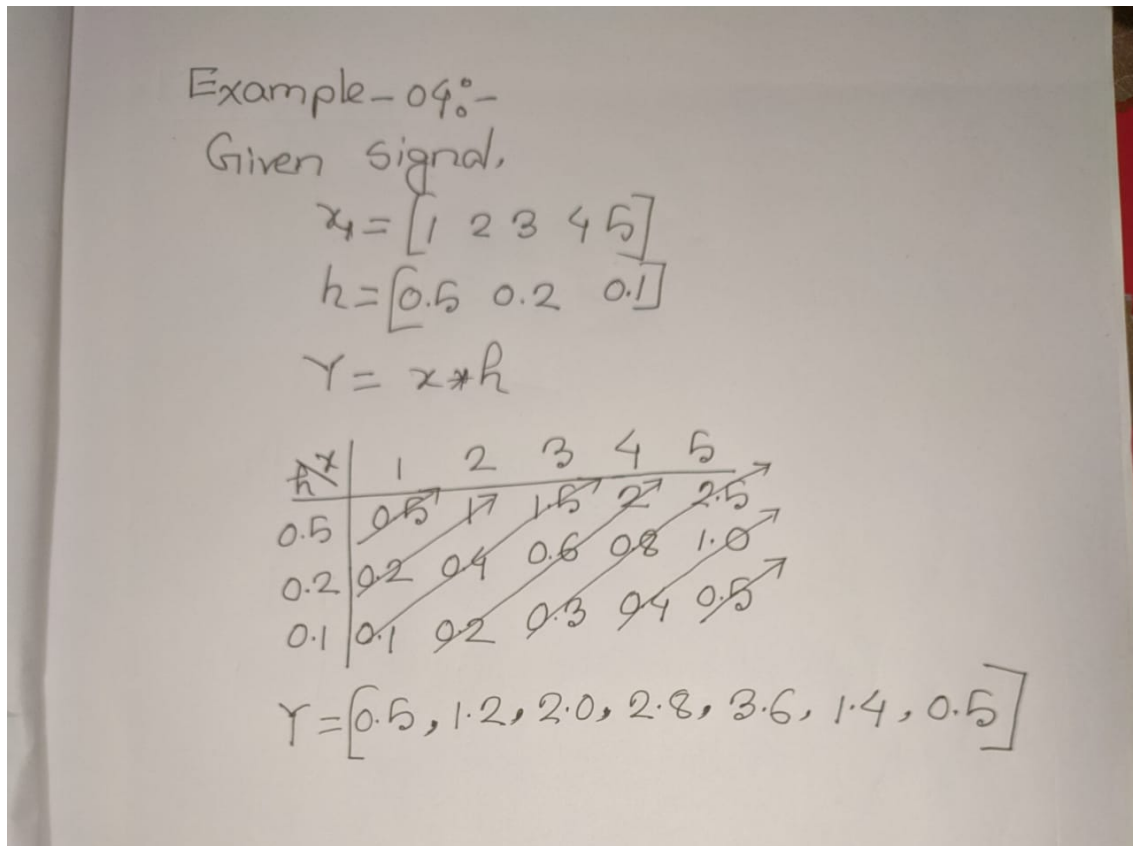 Example-04:-
Given signal,
x₁ = [1 2 3 4 5]
h = [0.5 0.2 0.1]
Y = x*h
h\x 1 2 3 4 5
0.5 0.5 1 1.5 2 2.5
0.2 0.2 0.4 0.6 0.8 1.0
0.1 0.1 0.2 0.3 0.4 0.5
Y = [0.5, 1.2, 2.0, 2.8, 3.6, 1.4, 0.5]